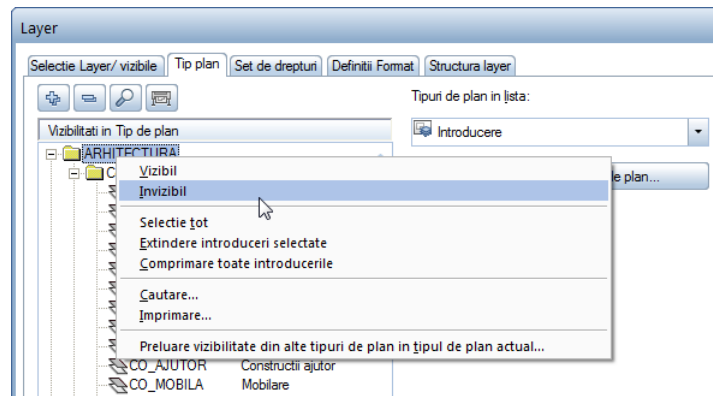 Layer
Selectie Layer/ vizibile Tip plan Set de drepturi Definitii Format Structura layer
Tipuri de plan in lista:
Vizibilitati in Tip de plan
Introducere
ARHITECTURA
C
Vizibil
e plan...
Invizibil
Selectie tot
Extindere introduceri selectate
Comprimare toate introducerile
Cautare...
Imprimare...
Preluare vizibilitate din alte tipuri de plan in tipul de plan actual...
CO_AJUTOR Constructii ajutor
CO_MOBILA Mobilare